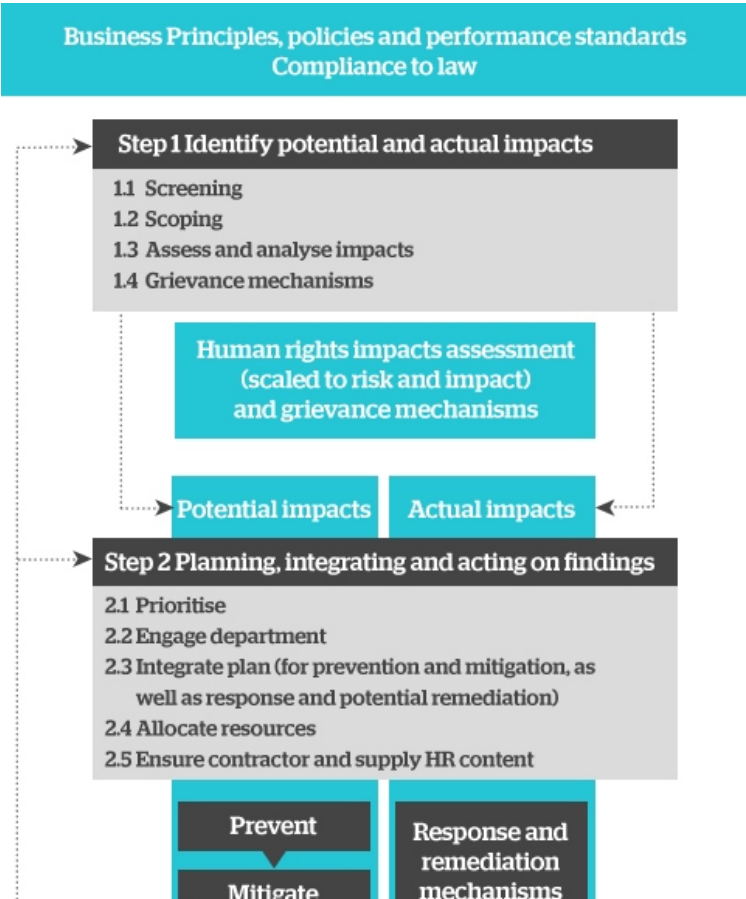 Business Principles, policies and performance standards
Compliance to law
Step 1 Identify potential and actual impacts
1.1 Screening
1.2 Scoping
1.3 Assess and analyse impacts
1.4 Grievance mechanisms
Human rights impacts assessment
(scaled to risk and impact)
and grievance mechanisms
Potential impacts
Actual impacts
Step 2 Planning, integrating and acting on findings
2.1 Prioritise
2.2 Engage department
2.3 Integrate plan (for prevention and mitigation, as
well as response and potential remediation)
2.4 Allocate resources
2.5 Ensure contractor and supply HR content
Prevent
Mitigate
Response and
remediation
mechanisms